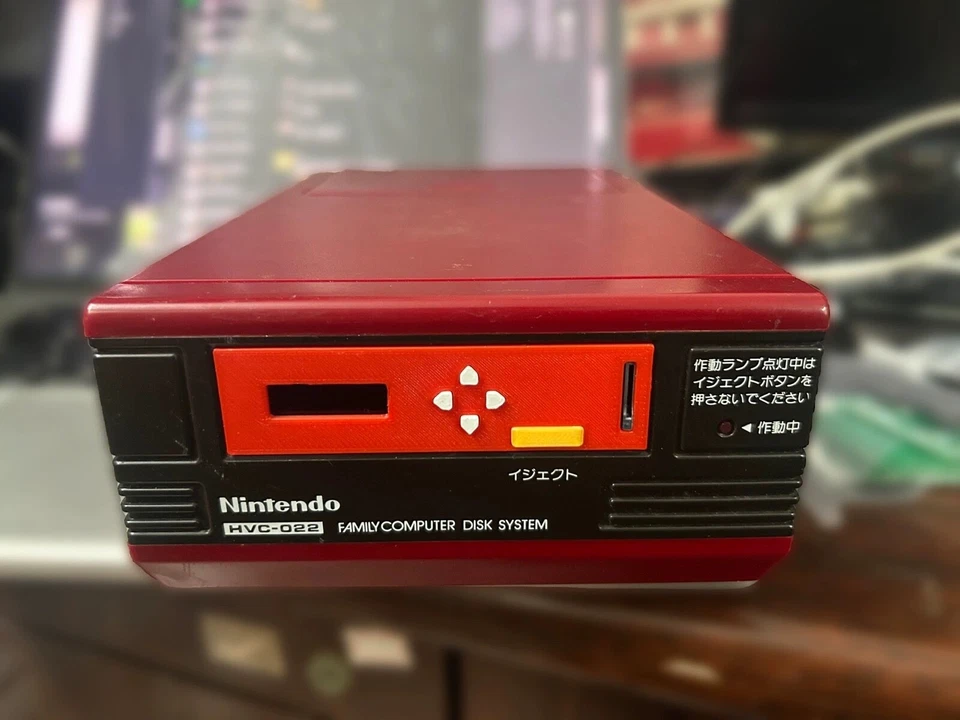 作動ランプ点灯中は
イジェクトボタンを
押さないでください
◀作動中
イジェクト
Nintendo
HVC-022 FAMILY COMPUTER DISK SYSTEM